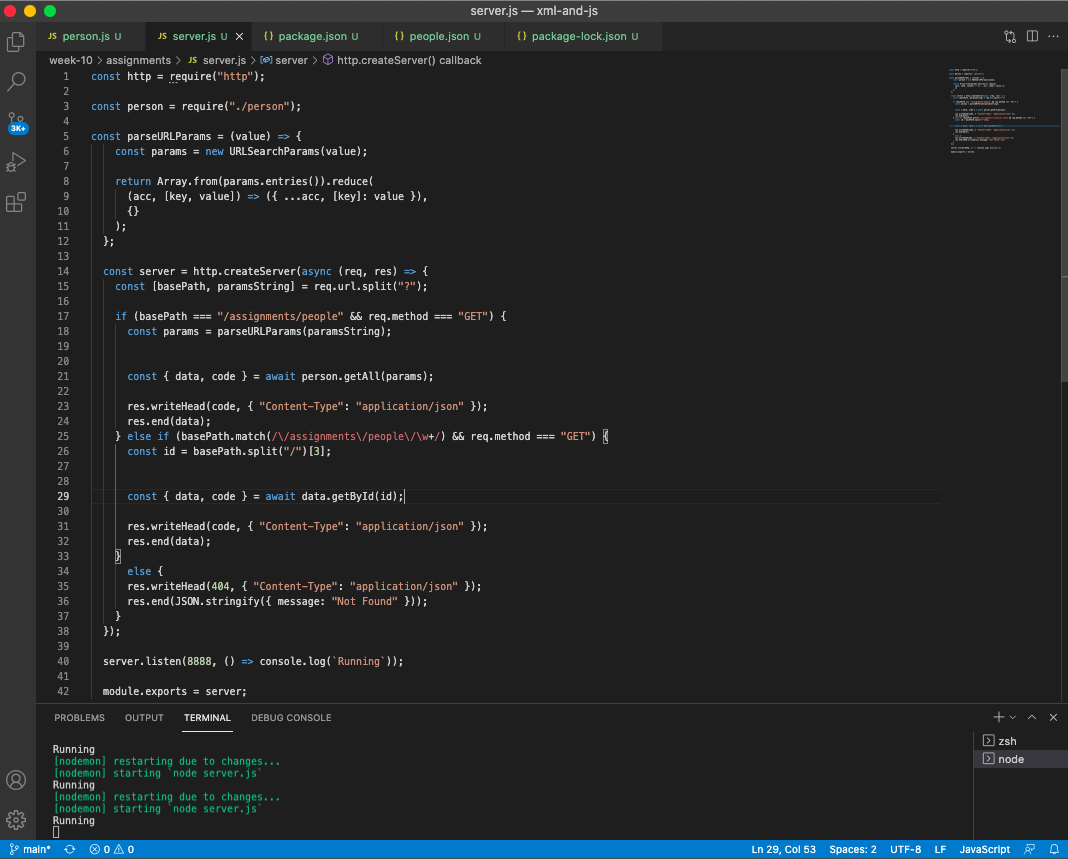 server.js — xml-and-js
JS person.js U
JS server.js U ×
{} package.json U
{} people.json U
{} package-lock.json U
week-10 > assignments > JS server.js > server > http.createServer() callback
1 const http = require("http");
2
3 const person = require("./person");
4
5 const parseURLParams = (value) => {
6 const params = new URLSearchParams(value);
7
8 return Array.from(params.entries()).reduce(
9 (acc, [key, value]) => ({ ...acc, [key]: value }),
10 {}
11 );
12 };
13
14 const server = http.createServer(async (req, res) => {
15 const [basePath, paramsString] = req.url.split("?");
16
17 if (basePath === "/assignments/people" && req.method === "GET") {
18 const params = parseURLParams(paramsString);
19
20
21 const { data, code } = await person.getAll(params);
22
23 res.writeHead(code, { "Content-Type": "application/json" });
24 res.end(data);
25 } else if (basePath.match(/\/assignments\/people\/\w+/) && req.method === "GET") {
26 const id = basePath.split("/")[3];
27
28
29 const { data, code } = await data.getById(id);
30
31 res.writeHead(code, { "Content-Type": "application/json" });
32 res.end(data);
33 }
34 else {
35 res.writeHead(404, { "Content-Type": "application/json" });
36 res.end(JSON.stringify({ message: "Not Found" }));
37 }
38 });
39
40 server.listen(8888, () => console.log(`Running`));
41
42 module.exports = server;
3K+
PROBLEMS OUTPUT TERMINAL DEBUG CONSOLE
Running
[nodemon] restarting due to changes...
[nodemon] starting `node server.js`
Running
[nodemon] restarting due to changes...
[nodemon] starting `node server.js`
Running
zsh
node
main* 0 0 Ln 29, Col 53 Spaces: 2 UTF-8 LF JavaScript